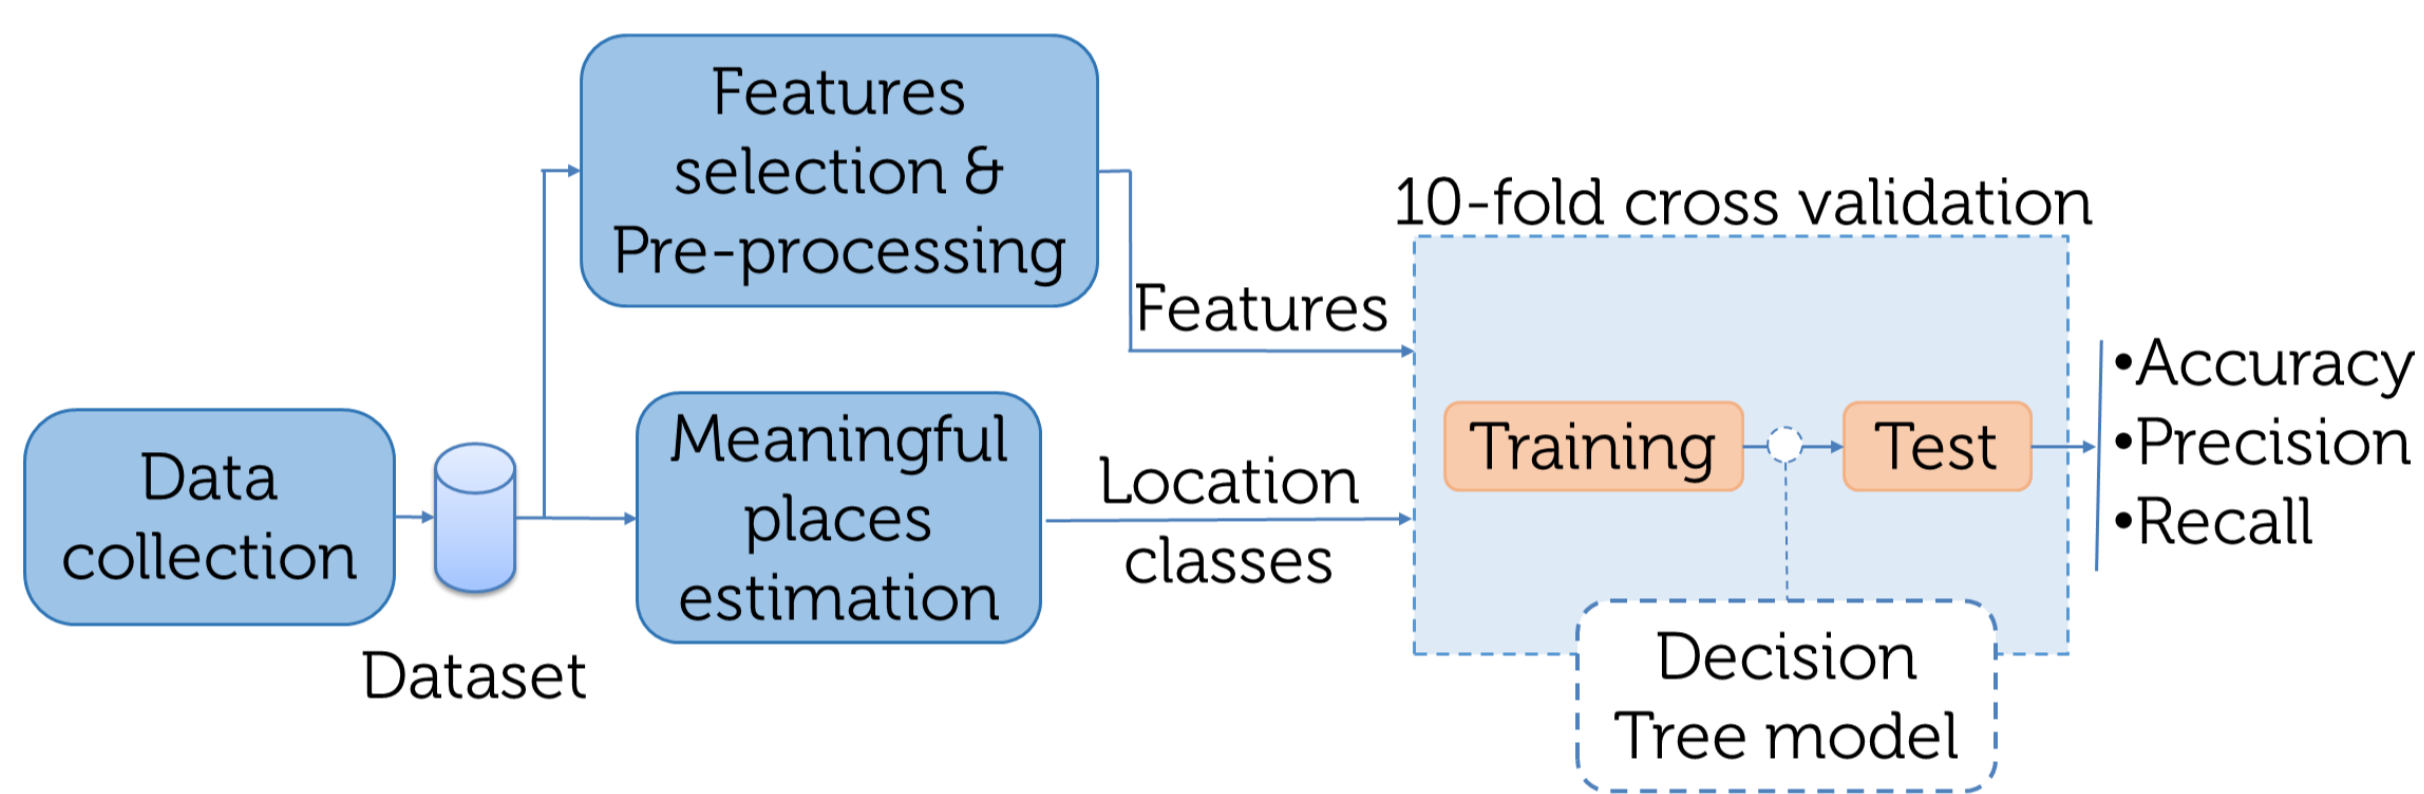 Data
collection
Dataset
Features
selection &
Pre-processing
Meaningful
places
estimation
Features
Location
classes
10-fold cross validation
Training
Test
Decision
Tree model
•Accuracy
•Precision
•Recall